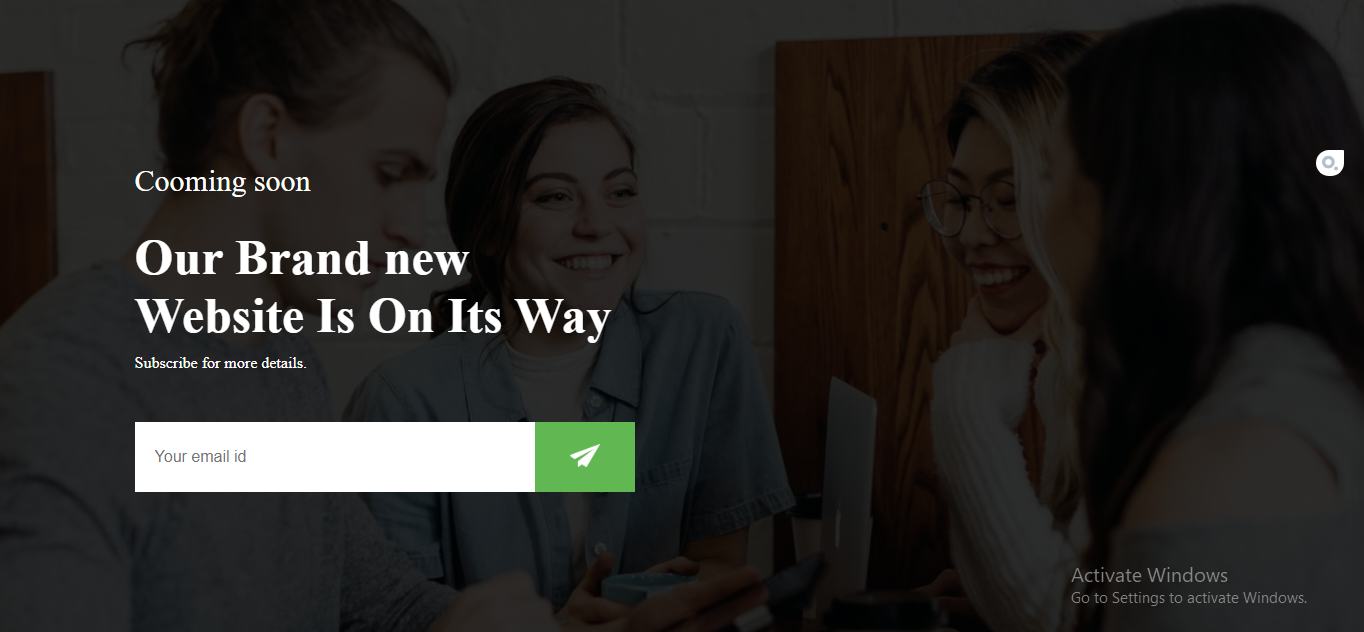 Cooming soon
Our Brand new
Website Is On Its Way
Subscribe for more details.
Your email id
Activate Windows
Go to Settings to activate Windows.